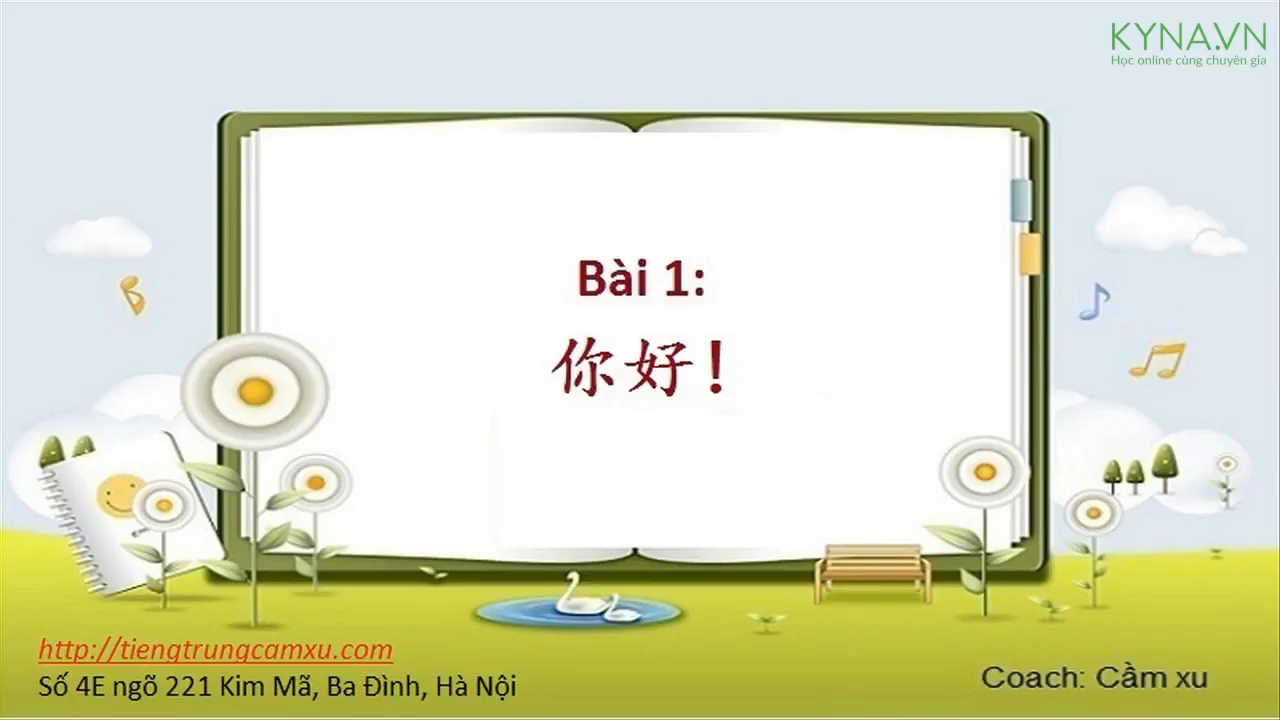 KYNA.VN
Học online cùng chuyên gia
Bài 1:
你好!
http://tiengtrungcamxu.com
Số 4E ngõ 221 Kim Mã, Ba Đình, Hà Nội
Coach: Cầm xu